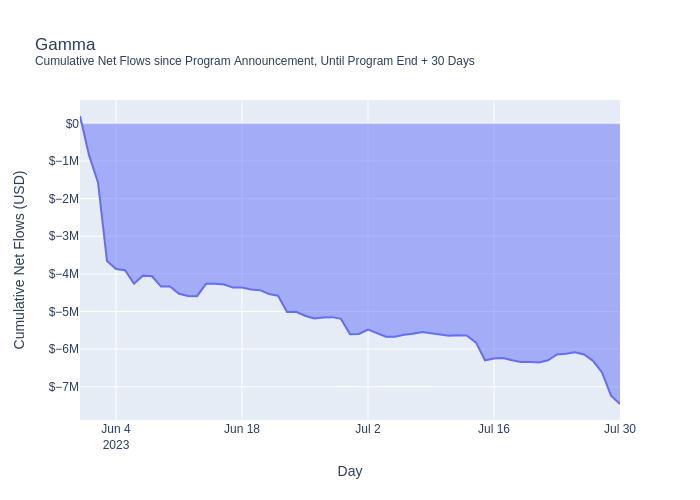 Gamma
Cumulative Net Flows since Program Announcement, Until Program End + 30 Days
Cumulative Net Flows (USD)
$0
$−1M
$−2M
$−3M
$−4M
$−5M
$−6M
$−7M
Jun 4
2023
Jun 18
Jul 2
Jul 16
Jul 30
Day